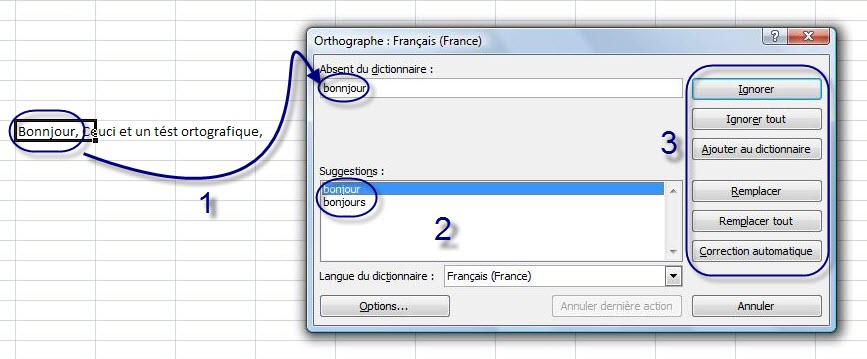 Bonnjour, Ceuci et un tést ortografique,
1
Orthographe : Français (France)
?
Absent du dictionnaire :
bonnjour
Suggestions :
bonjour
bonjours
2
Langue du dictionnaire :
Français (France)
Options...
Annuler dernière action
3
Ignorer
Ignorer tout
Ajouter au dictionnaire
Remplacer
Remplacer tout
Correction automatique
Annuler